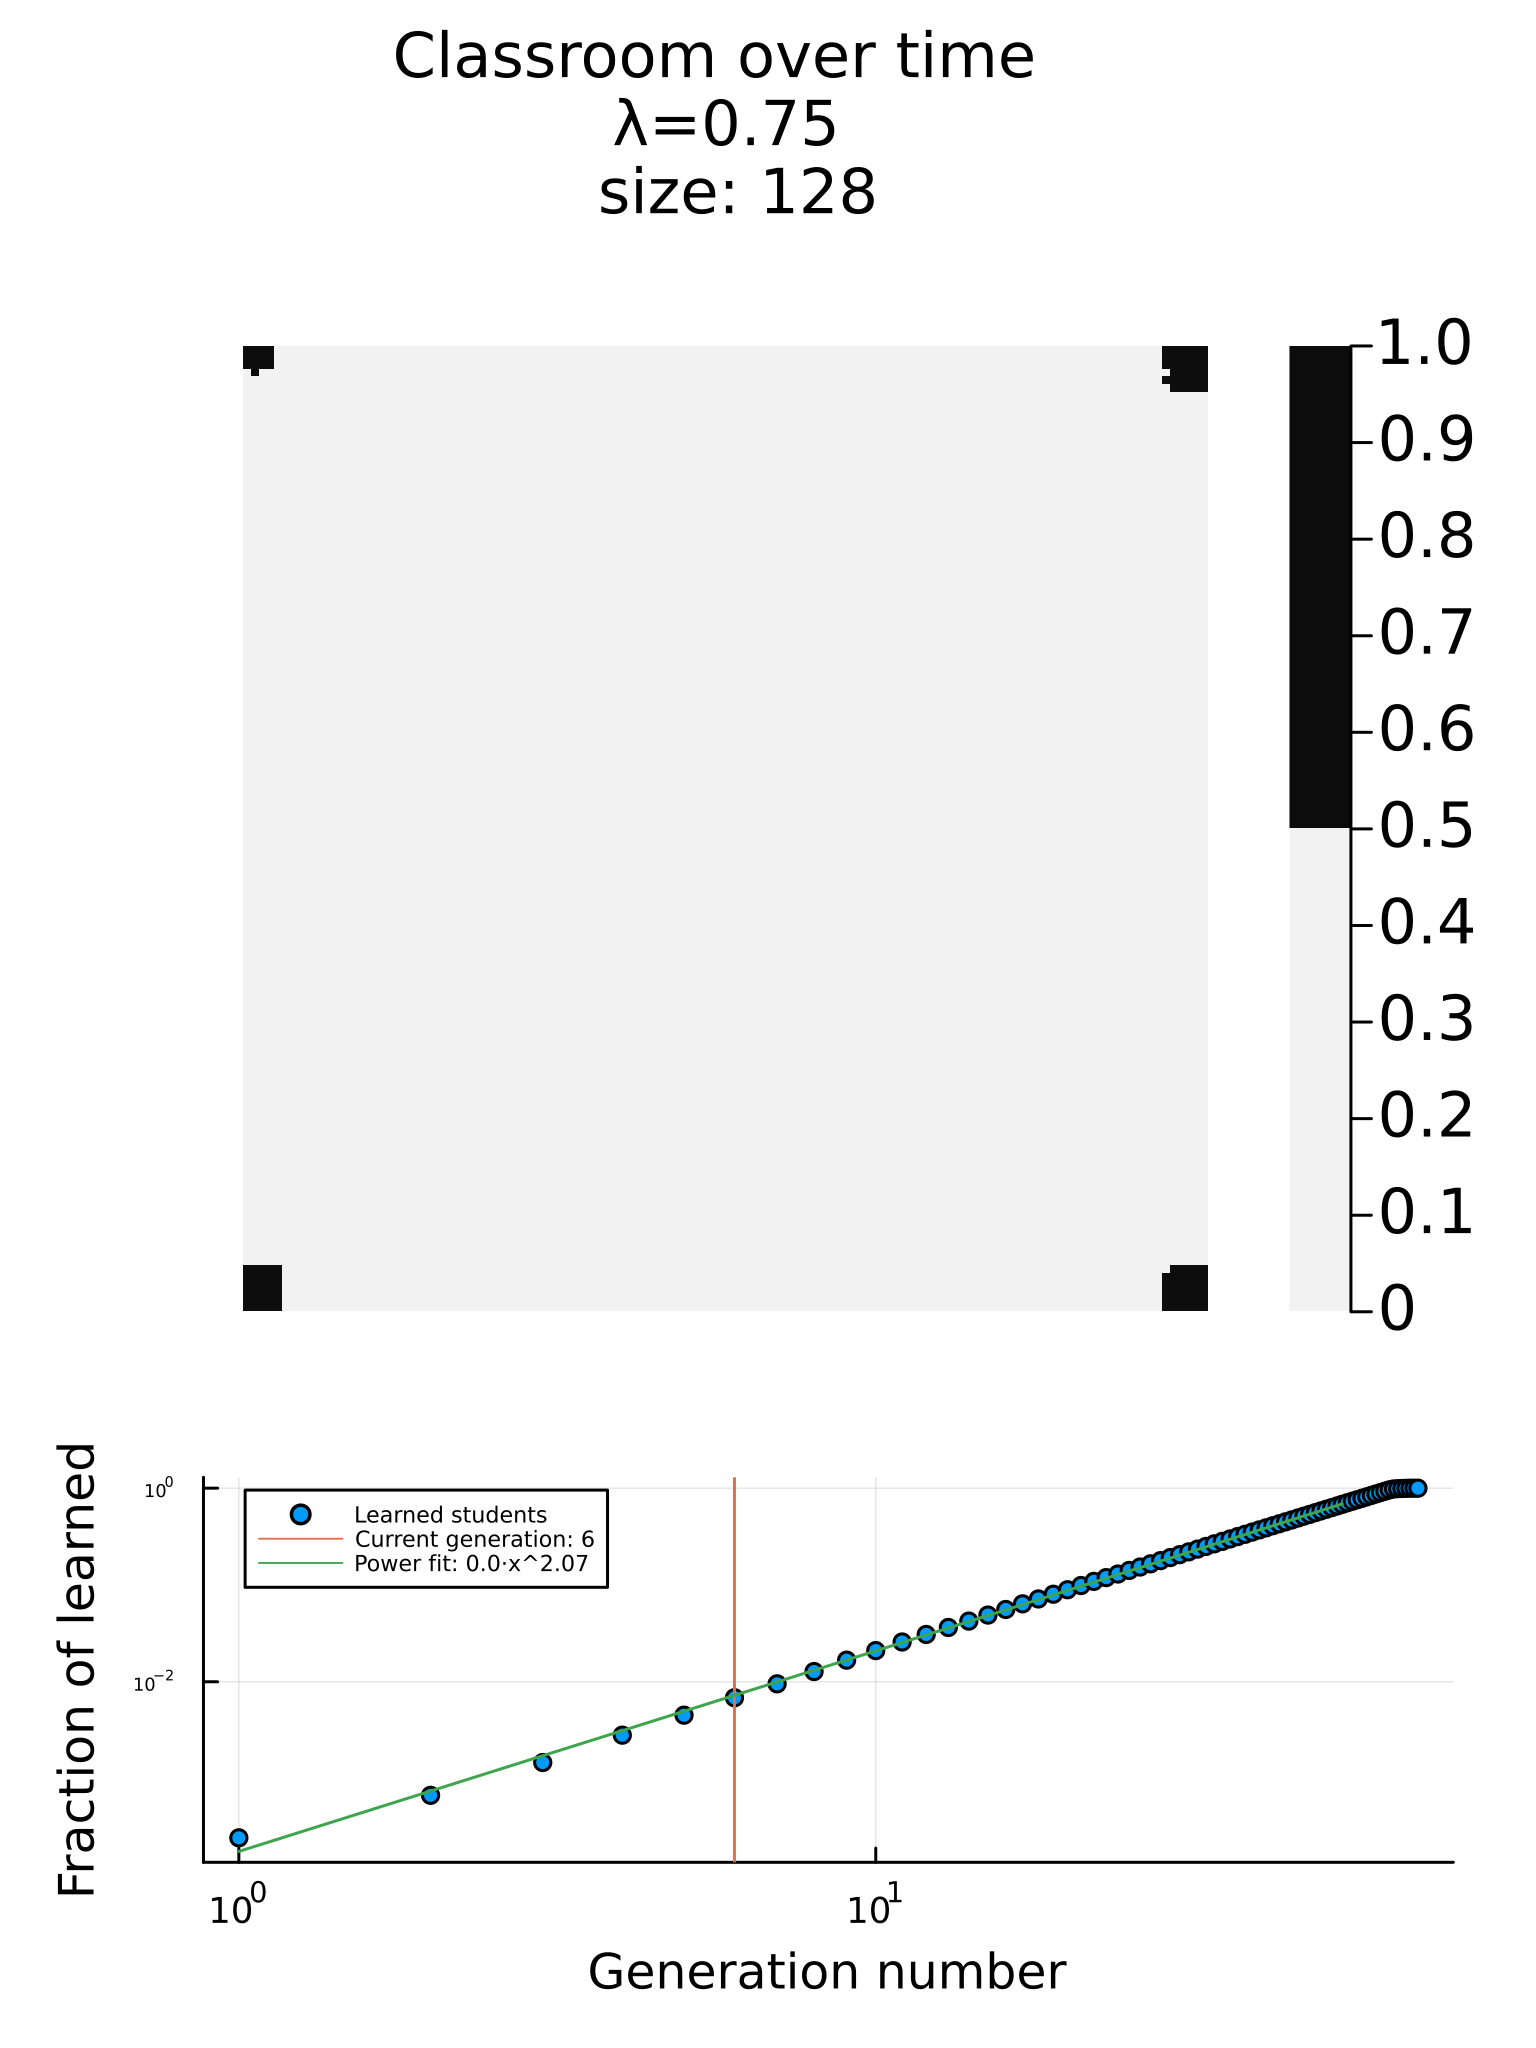 Classroom over time
λ=0.75
size: 128
1.0
0.9
0.8
0.7
0.6
0.5
0.4
0.3
0.2
0.1
0
Fraction of learned
10^0
10^-2
Learned students
Current generation: 6
Power fit: 0.0·x^2.07
10^0
10^1
Generation number